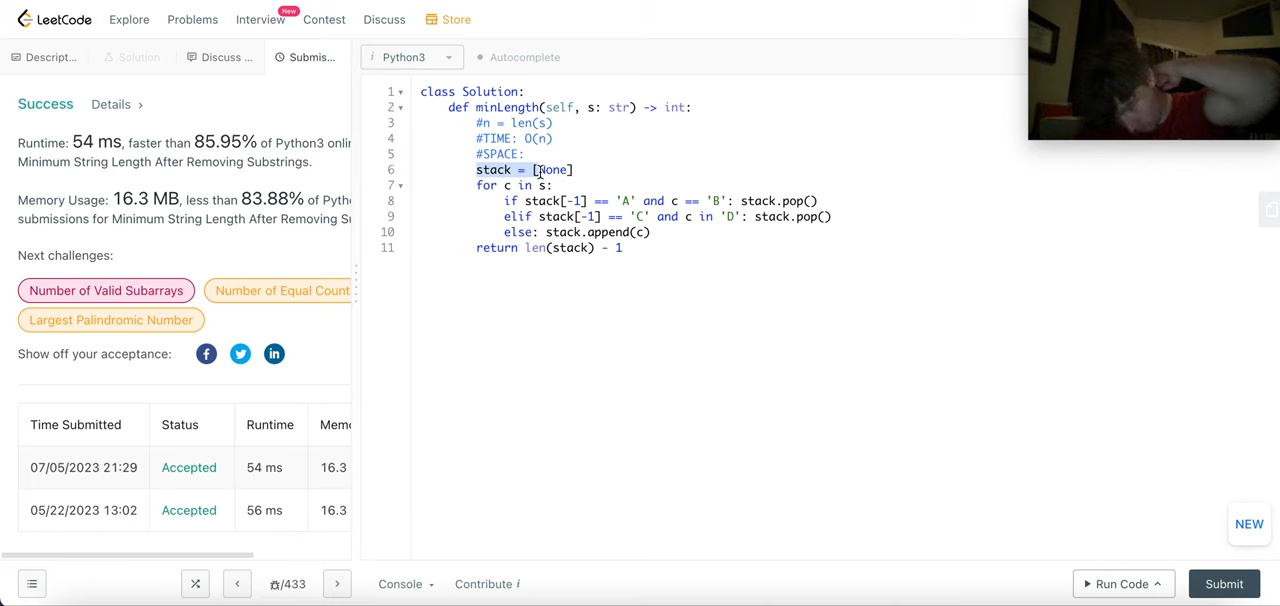 LeetCode Explore Problems Interview New Contest Discuss Store
Descript... Solution Discuss ... Submis... i Python3 Autocomplete
Success Details >
Runtime: 54 ms, faster than 85.95% of Python3 onlin
Minimum String Length After Removing Substrings.
Memory Usage: 16.3 MB, less than 83.88% of Pyth
submissions for Minimum String Length After Removing Su
Next challenges:
Number of Valid Subarrays Number of Equal Count
Largest Palindromic Number
Show off your acceptance:
Time Submitted Status Runtime Memo
07/05/2023 21:29 Accepted 54 ms 16.3
05/22/2023 13:02 Accepted 56 ms 16.3
1 class Solution:
2 def minLength(self, s: str) -> int:
3 #n = len(s)
4 #TIME: O(n)
5 #SPACE:
6 stack = [None]
7 for c in s:
8 if stack[-1] == 'A' and c == 'B': stack.pop()
9 elif stack[-1] == 'C' and c in 'D': stack.pop()
10 else: stack.append(c)
11 return len(stack) - 1
NEW
/433 Console Contribute i Run Code Submit